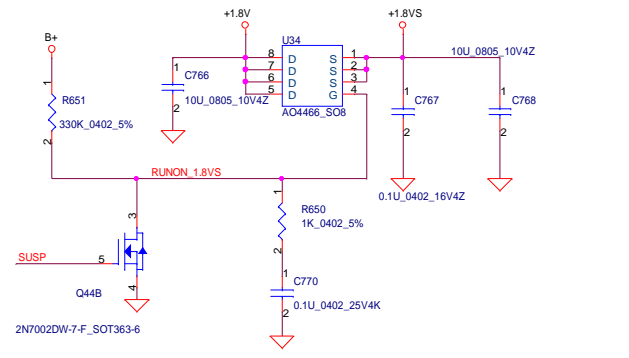 +1.8V
+1.8VS
B+
U34
8 D S 1
7 D S 2
6 D S 3
5 D G 4
AO4466_SO8
1
C766
2
10U_0805_10V4Z
10U_0805_10V4Z
1
C767
2
0.1U_0402_16V4Z
1
C768
2
1
R651
330K_0402_5%
2
RUNON_1.8VS
3
SUSP
5
4
Q44B
2N7002DW-7-F_SOT363-6
1
R650
1K_0402_5%
2
1
C770
0.1U_0402_25V4K
2